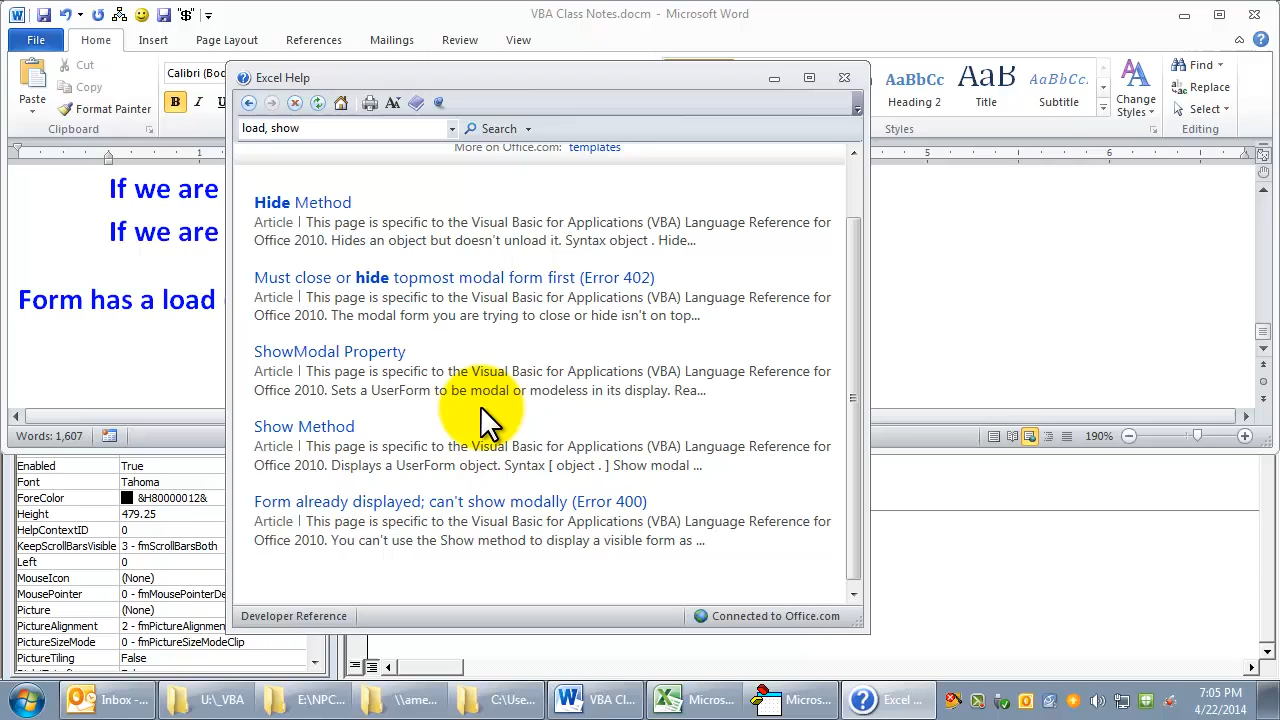 VBA Class Notes.docm - Microsoft Word
File Home Insert Page Layout References Mailings Review View
Paste
Cut
Copy
Format Painter
Clipboard
Calibri (Boc
B I U
AaBbCc AaB AaBbCc.
Heading 2 Title Subtitle
Change Styles
Styles
Find
Replace
Select
Editing
Excel Help
load, show
Search
More on Office.com: templates
Hide Method
Article | This page is specific to the Visual Basic for Applications (VBA) Language Reference for
Office 2010. Hides an object but doesn't unload it. Syntax object . Hide...
Must close or hide topmost modal form first (Error 402)
Article | This page is specific to the Visual Basic for Applications (VBA) Language Reference for
Office 2010. The modal form you are trying to close or hide isn't on top...
ShowModal Property
Article | This page is specific to the Visual Basic for Applications (VBA) Language Reference for
Office 2010. Sets a UserForm to be modal or modeless in its display. Rea...
Show Method
Article | This page is specific to the Visual Basic for Applications (VBA) Language Reference for
Office 2010. Displays a UserForm object. Syntax [ object . ] Show modal ...
Form already displayed; can't show modally (Error 400)
Article | This page is specific to the Visual Basic for Applications (VBA) Language Reference for
Office 2010. You can't use the Show method to display a visible form as ...
Developer Reference
Connected to Office.com
1 5 6 7
If we are
If we are
Form has a load
Words: 1,607
190%
Enabled True
Font Tahoma
ForeColor &H80000012&
Height 479.25
HelpContextID 0
KeepScrollBarsVisible 3 - fmScrollBarsBoth
Left 0
MouseIcon (None)
MousePointer 0 - fmMousePointerDe
Picture (None)
PictureAlignment 2 - fmPictureAlignmen
PictureSizeMode 0 - fmPictureSizeModeClip
PictureTiling False
Inbox -... U:\_VBA E:\NPC... \\ame... C:\Use... VBA Cl... Micros... Micros... Excel ...
7:05 PM
4/22/2014